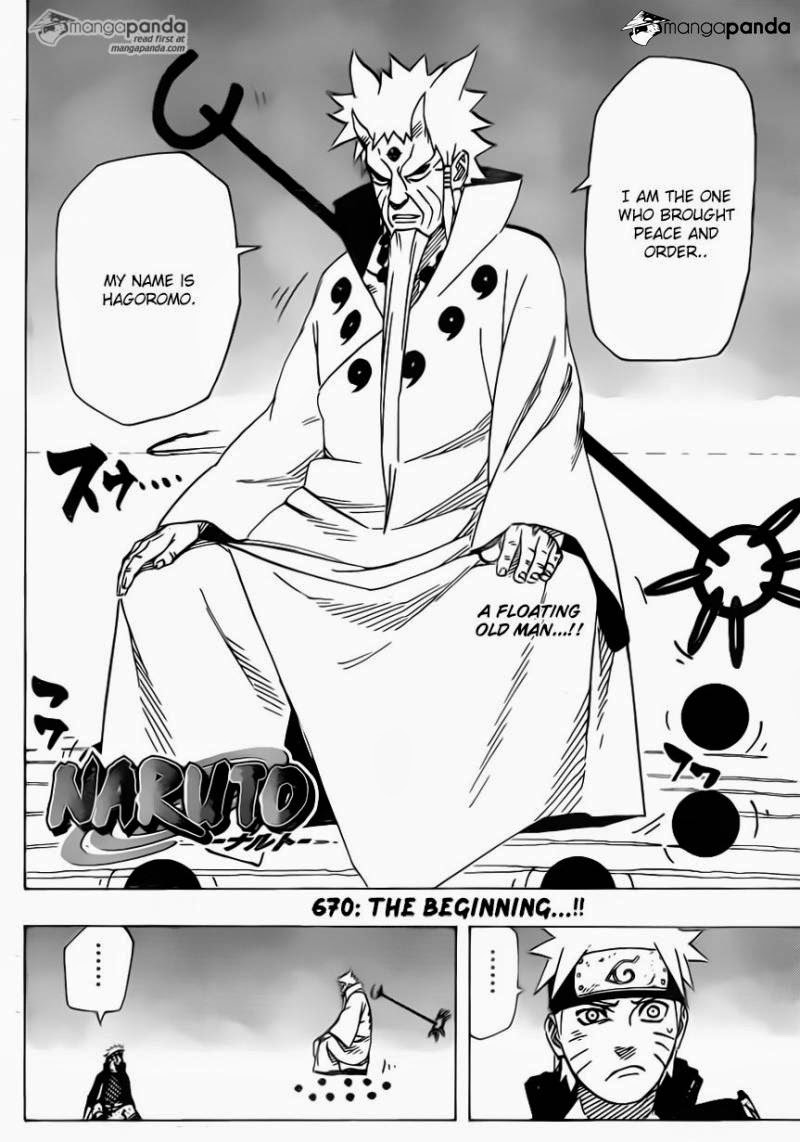 mangapanda
read first at
mangapanda.com
mangapanda
I AM THE ONE
WHO BROUGHT
PEACE AND
ORDER..
MY NAME IS
HAGOROMO.
スゥ....
A FLOATING
OLD MAN...!!
フワ
フワ
NARUTO
-ナルト-
670: THE BEGINNING...!!
......
......